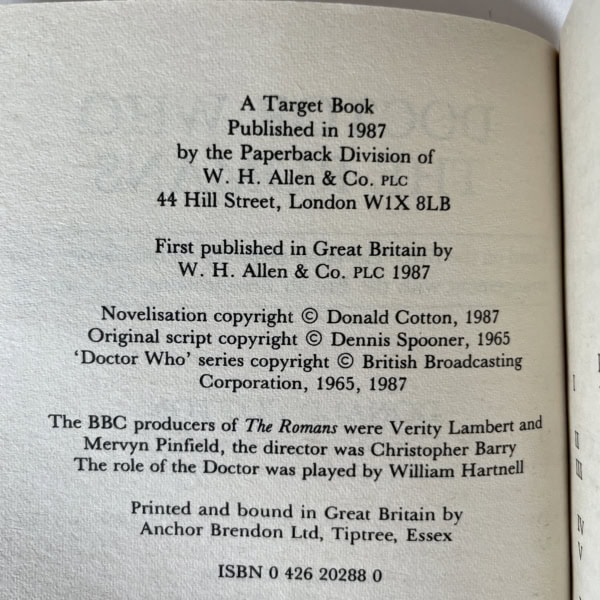 A Target Book
Published in 1987
by the Paperback Division of
W. H. Allen & Co. PLC
44 Hill Street, London W1X 8LB
First published in Great Britain by
W. H. Allen & Co. PLC 1987
Novelisation copyright © Donald Cotton, 1987
Original script copyright © Dennis Spooner, 1965
‘Doctor Who’ series copyright © British Broadcasting
Corporation, 1965, 1987
The BBC producers of The Romans were Verity Lambert and
Mervyn Pinfield, the director was Christopher Barry
The role of the Doctor was played by William Hartnell
Printed and bound in Great Britain by
Anchor Brendon Ltd, Tiptree, Essex
ISBN 0 426 20288 0
I
II
III
IV
V